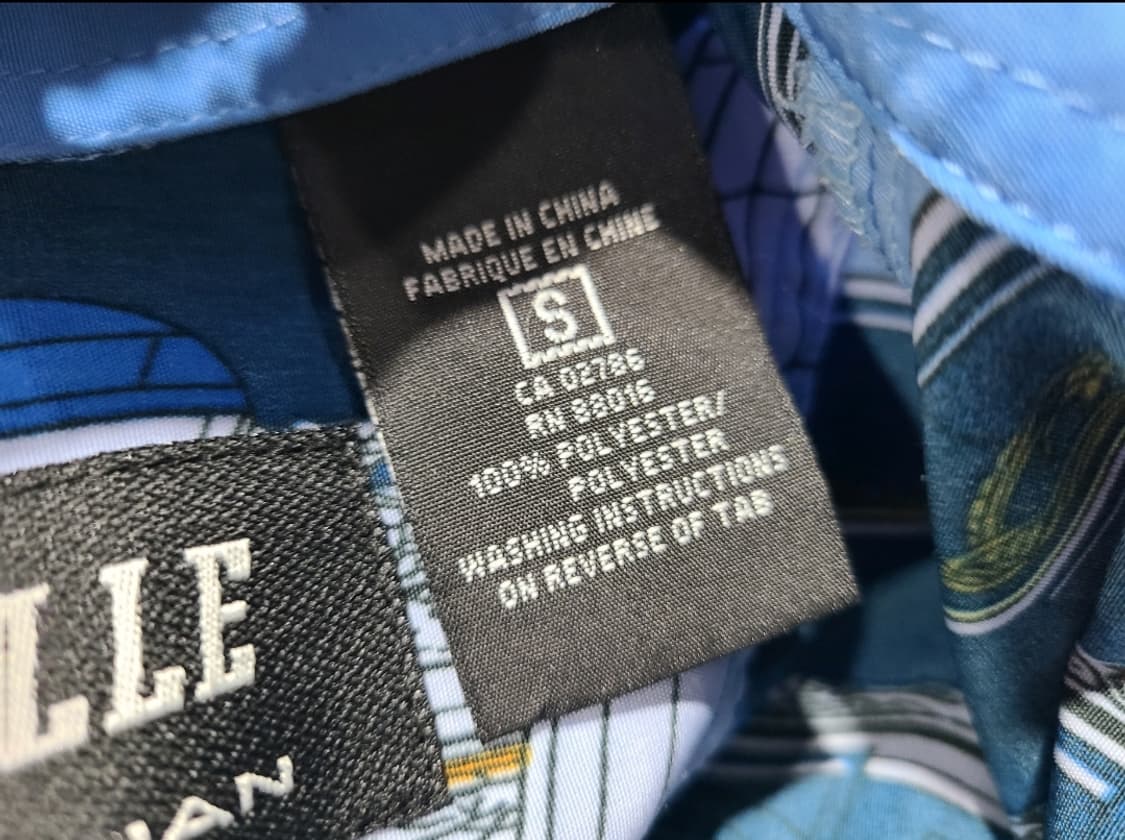 MADE IN CHINA
FABRIQUE EN CHINE
S
CA 02786
RN 88016
100% POLYESTER/
POLYESTER
WASHING INSTRUCTIONS
ON REVERSE OF TAB
LLE
AN